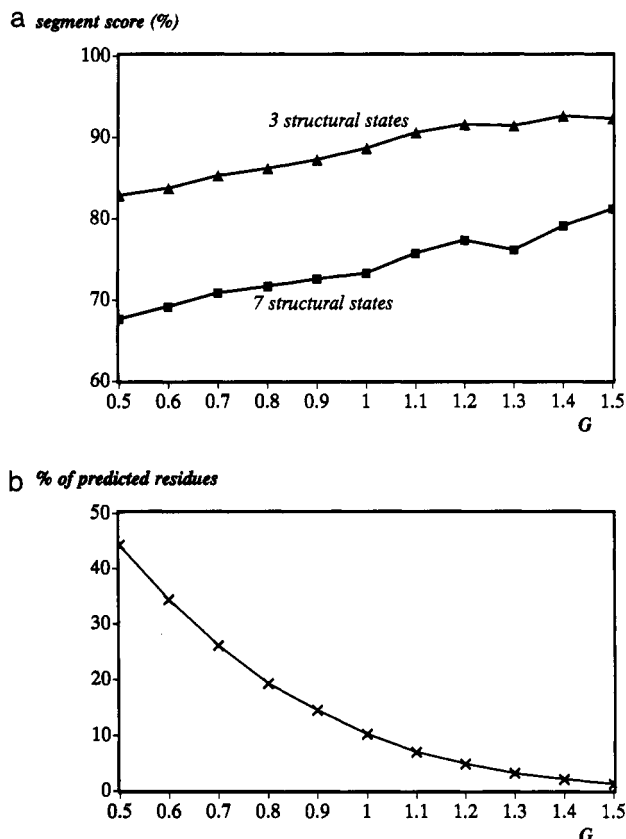 a segment score (%)
100
90
80
70
60
3 structural states
7 structural states
0.5 0.6 0.7 0.8 0.9 1 1.1 1.2 1.3 1.4 1.5
G
b % of predicted residues
50
40
30
20
10
0
0.5 0.6 0.7 0.8 0.9 1 1.1 1.2 1.3 1.4 1.5
G